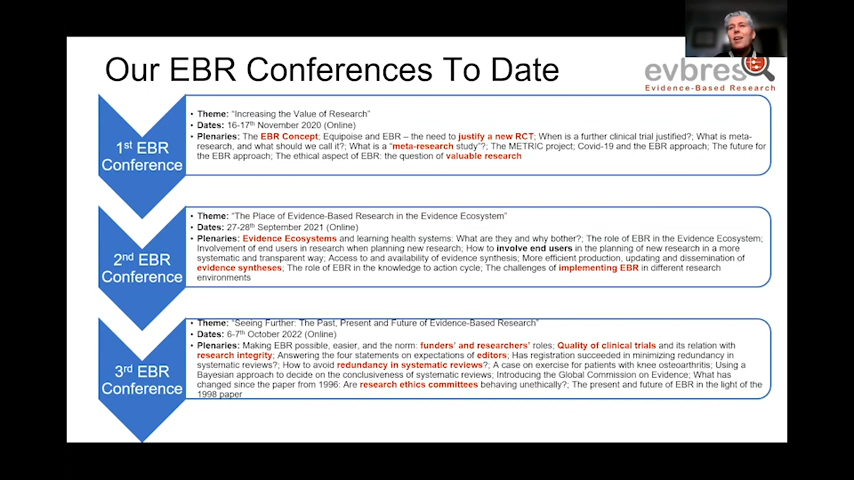 Our EBR Conferences To Date
evbres
Evidence-Based Research
1st EBR
Conference
• Theme: “Increasing the Value of Research”
• Dates: 16-17th November 2020 (Online)
• Plenaries: The EBR Concept; Equipoise and EBR – the need to justify a new RCT; When is a further clinical trial justified?; What is meta-
research, and what should we call it?; What is a “meta-research study”?; The METRIC project; Covid-19 and the EBR approach; The future for
the EBR approach; The ethical aspect of EBR: the question of valuable research
2nd EBR
Conference
• Theme: “The Place of Evidence-Based Research in the Evidence Ecosystem”
• Dates: 27-28th September 2021 (Online)
• Plenaries: Evidence Ecosystems and learning health systems: What are they and why bother?; The role of EBR in the Evidence Ecosystem;
Involvement of end users in research when planning new research; How to involve end users in the planning of new research in a more
systematic and transparent way; Access to and availability of evidence synthesis; More efficient production, updating and dissemination of
evidence syntheses; The role of EBR in the knowledge to action cycle; The challenges of implementing EBR in different research
environments
3rd EBR
Conference
• Theme: “Seeing Further: The Past, Present and Future of Evidence-Based Research”
• Dates: 6-7th October 2022 (Online)
• Plenaries: Making EBR possible, easier, and the norm: funders’ and researchers’ roles; Quality of clinical trials and its relation with
research integrity; Answering the four statements on expectations of editors; Has registration succeeded in minimizing redundancy in
systematic reviews?; How to avoid redundancy in systematic reviews?; A case on exercise for patients with knee osteoarthritis; Using a
Bayesian approach to decide on the conclusiveness of systematic reviews; Introducing the Global Commission on Evidence; What has
changed since the paper from 1996: Are research ethics committees behaving unethically?; The present and future of EBR in the light of the
1998 paper